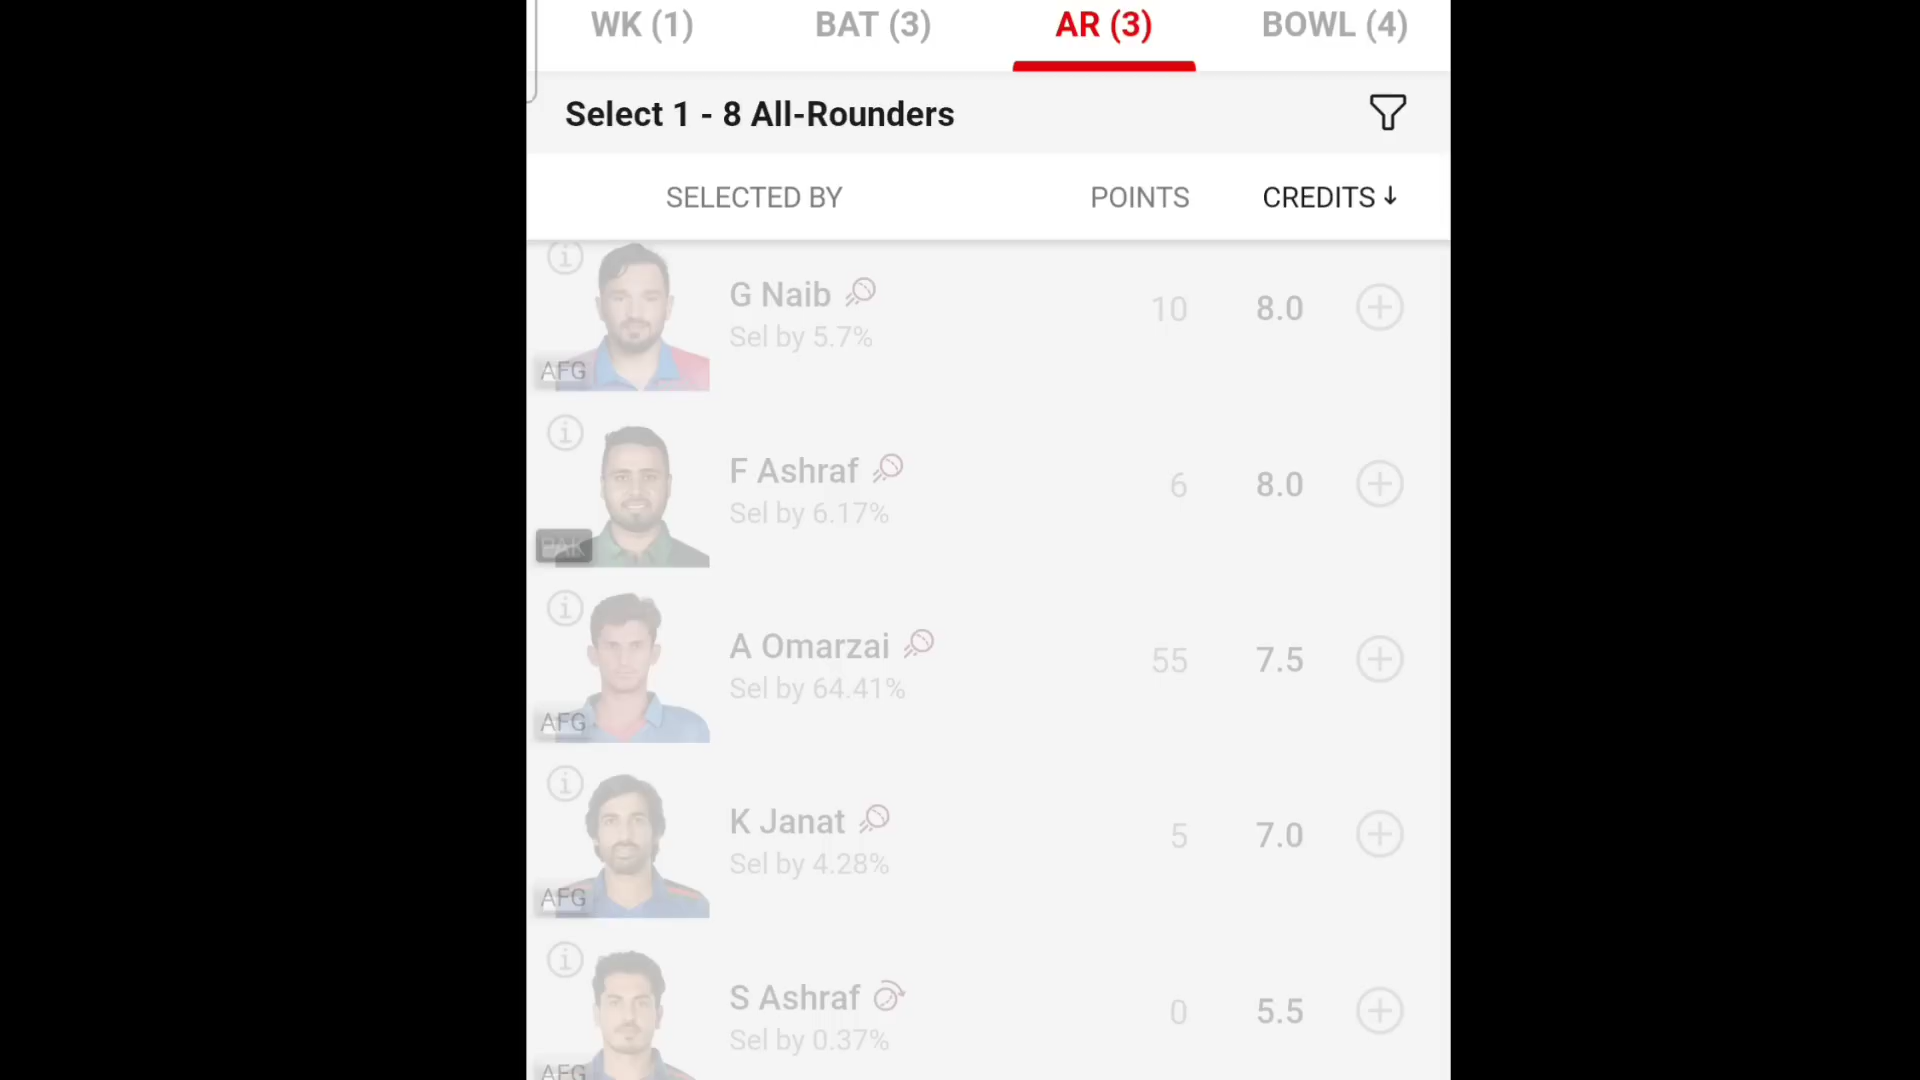 WK (1) BAT (3) AR (3) BOWL (4)
Select 1 - 8 All-Rounders
SELECTED BY POINTS CREDITS↓
G Naib 10 8.0
Sel by 5.7%
AFG
F Ashraf 6 8.0
Sel by 6.17%
PAK
A Omarzai 55 7.5
Sel by 64.41%
AFG
K Janat 5 7.0
Sel by 4.28%
AFG
S Ashraf 0 5.5
Sel by 0.37%
AFG